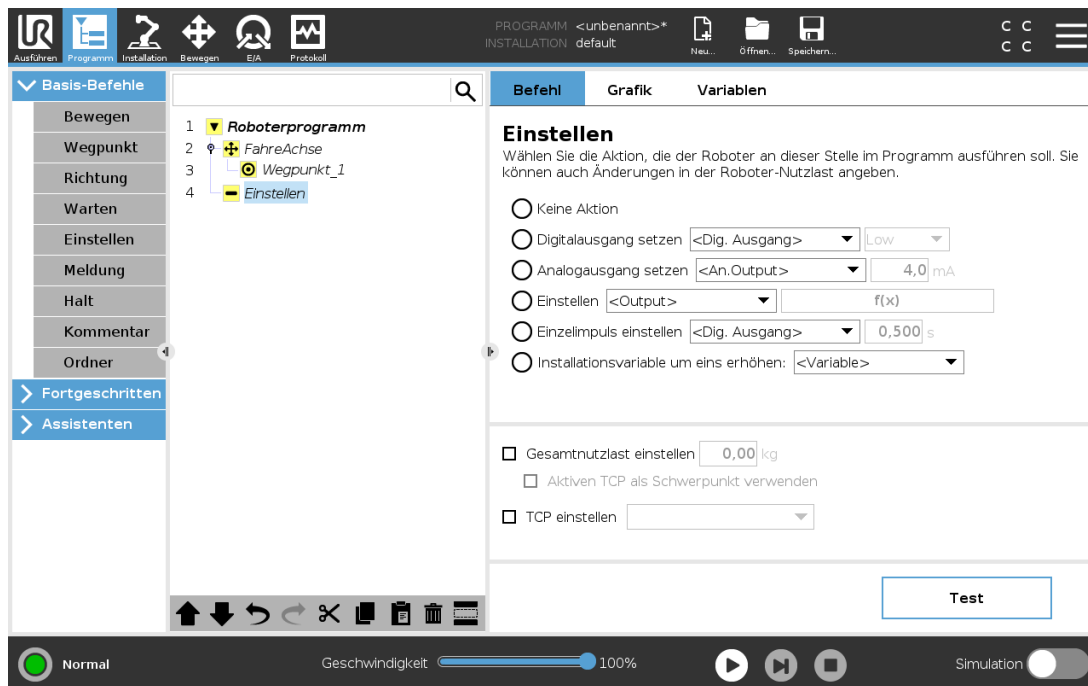 PROGRAMM <unbenannt>*
INSTALLATION default
Ausführen Programm Installation Bewegen E/A Protokoll
Neu... Öffnen... Speichern...
C C
C C
Basis-Befehle
Bewegen
Wegpunkt
Richtung
Warten
Einstellen
Meldung
Halt
Kommentar
Ordner
Fortgeschritten
Assistenten
1 Roboterprogramm
2 FahreAchse
3 Wegpunkt_1
4 Einstellen
Befehl Grafik Variablen
Einstellen
Wählen Sie die Aktion, die der Roboter an dieser Stelle im Programm ausführen soll. Sie
können auch Änderungen in der Roboter-Nutzlast angeben.
Keine Aktion
Digitalausgang setzen <Dig. Ausgang> Low
Analogausgang setzen <An.Output> 4,0 mA
Einstellen <Output> f(x)
Einzelimpuls einstellen <Dig. Ausgang> 0,500 s
Installationsvariable um eins erhöhen: <Variable>
Gesamtnutzlast einstellen 0,00 kg
Aktiven TCP als Schwerpunkt verwenden
TCP einstellen
Test
Normal
Geschwindigkeit 100%
Simulation